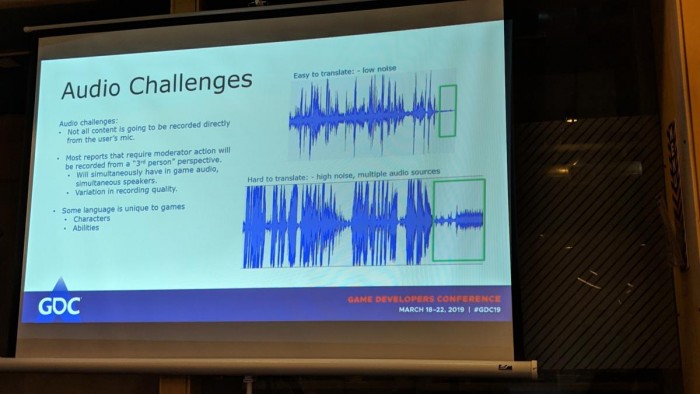 Audio Challenges
Audio challenges:
• Not all content is going to be recorded directly
from the user's mic.
• Most reports that require moderator action will
be recorded from a "3rd person" perspective.
• Will simultaneously have in game audio,
simultaneous speakers.
• Variation in recording quality.
• Some language is unique to games
• Characters
• Abilities
Easy to translate: - low noise
Hard to translate: - high noise, multiple audio sources
GDC
GAME DEVELOPERS CONFERENCE
MARCH 18-22, 2019 | #GDC19